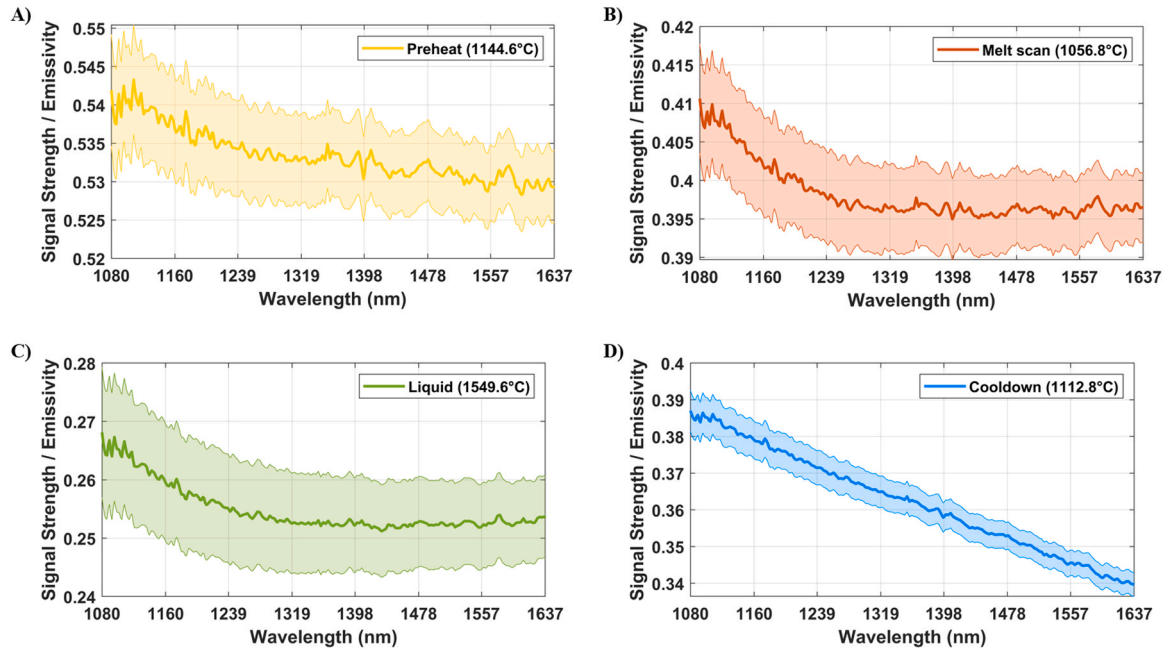 A)
Signal Strength / Emissivity
0.55
0.545
0.54
0.535
0.53
0.525
0.52
Preheat (1144.6°C)
1080 1160 1239 1319 1398 1478 1557 1637
Wavelength (nm)
B)
Signal Strength / Emissivity
0.42
0.415
0.41
0.405
0.4
0.395
0.39
Melt scan (1056.8°C)
1080 1160 1239 1319 1398 1478 1557 1637
Wavelength (nm)
C)
Signal Strength / Emissivity
0.28
0.27
0.26
0.25
0.24
Liquid (1549.6°C)
1080 1160 1239 1319 1398 1478 1557 1637
Wavelength (nm)
D)
Signal Strength / Emissivity
0.4
0.39
0.38
0.37
0.36
0.35
0.34
Cooldown (1112.8°C)
1080 1160 1239 1319 1398 1478 1557 1637
Wavelength (nm)